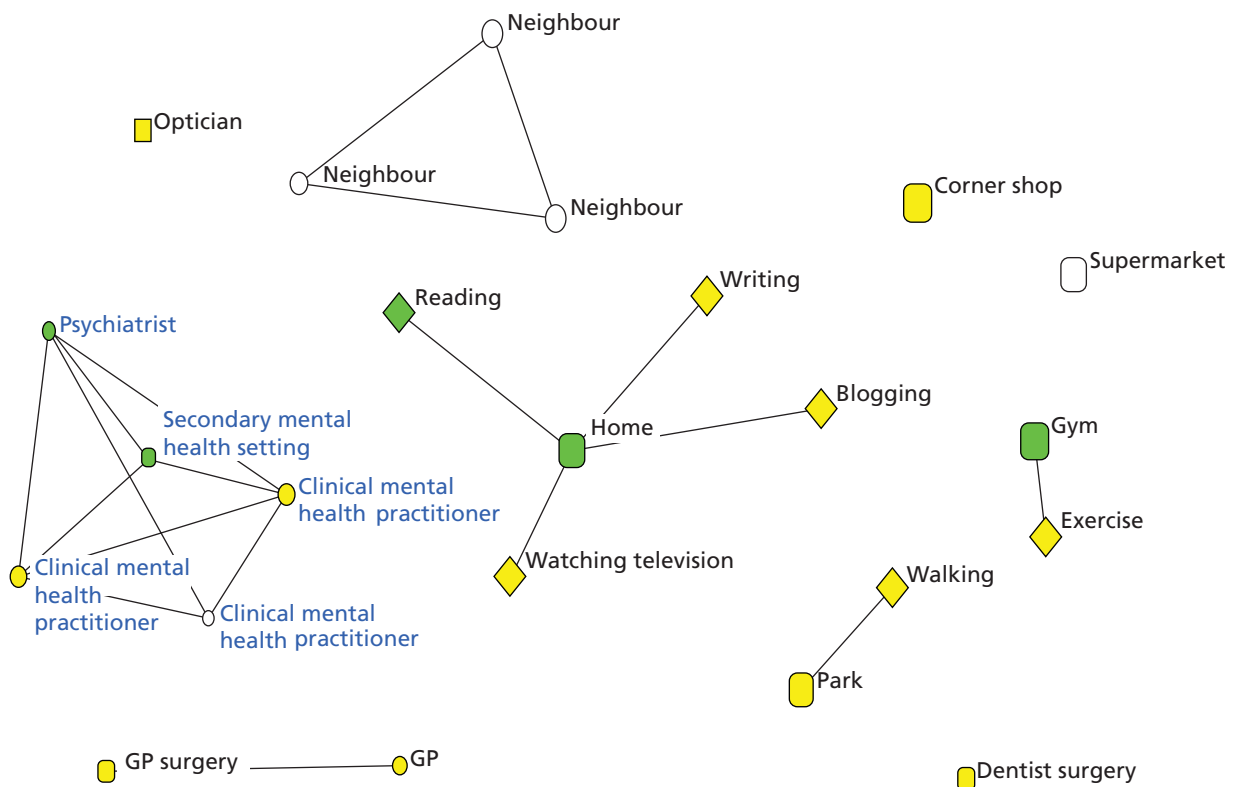 Neighbour
Optician
Neighbour
Neighbour
Corner shop
Supermarket
Writing
Reading
Psychiatrist
Blogging
Secondary mental
health setting
Home
Gym
Clinical mental
health practitioner
Exercise
Watching television
Clinical mental
health
practitioner
Walking
Clinical mental
health practitioner
Park
GP surgery
GP
Dentist surgery